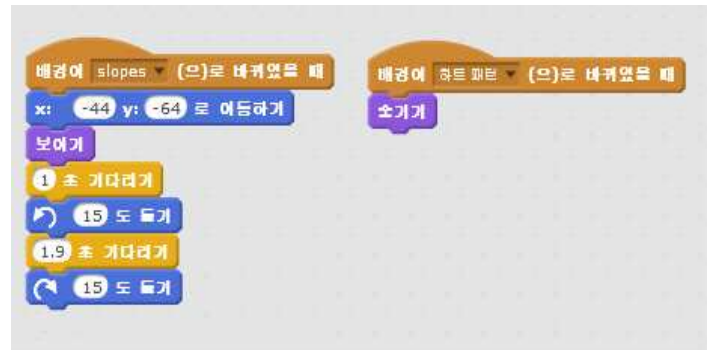 배경이 slopes (으)로 바뀌었을 때
x: -44 y: -64 로 이동하기
보이기
1 초 기다리기
15 도 돌기
1.9 초 기다리기
15 도 돌기
배경이 하트 패턴 (으)로 바뀌었을 때
숨기기